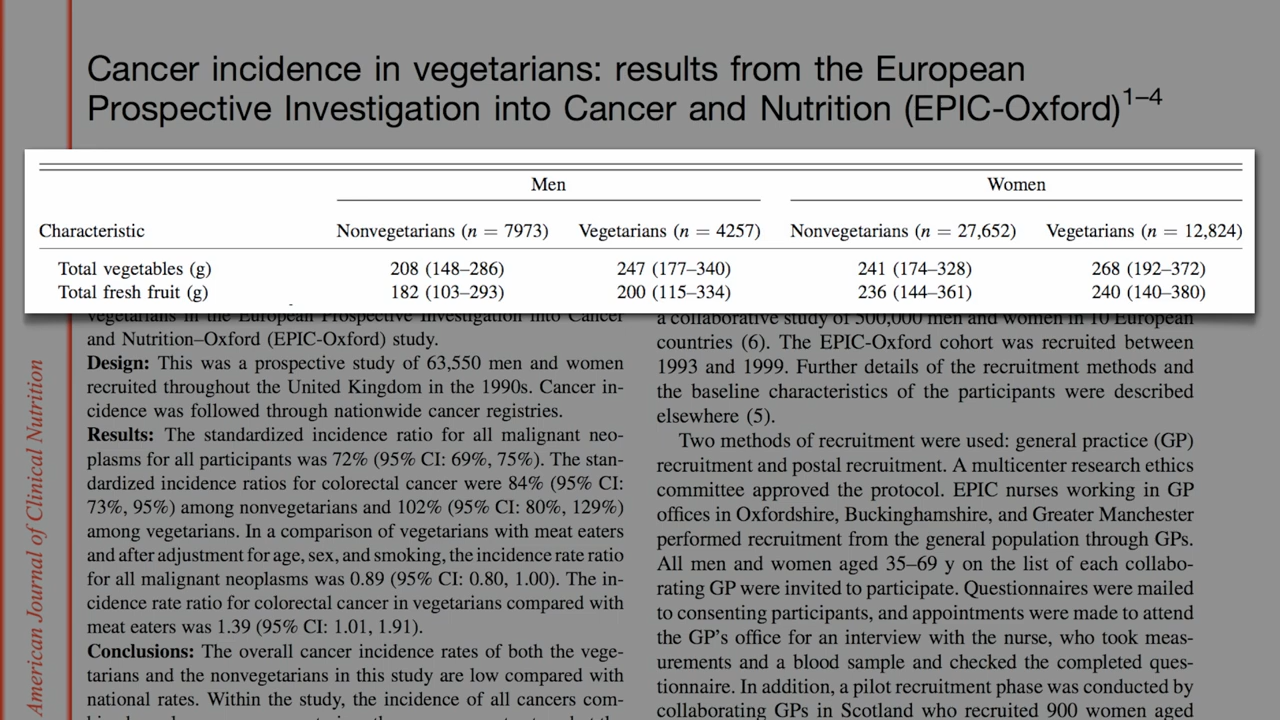 Cancer incidence in vegetarians: results from the European
Prospective Investigation into Cancer and Nutrition (EPIC-Oxford)1–4
Men Women
Characteristic Nonvegetarians (n = 7973) Vegetarians (n = 4257) Nonvegetarians (n = 27,652) Vegetarians (n = 12,824)
Total vegetables (g) 208 (148–286) 247 (177–340) 241 (174–328) 268 (192–372)
Total fresh fruit (g) 182 (103–293) 200 (115–334) 236 (144–361) 240 (140–380)
American Journal of Clinical Nutrition
vegetarians in the European Prospective Investigation into Cancer
and Nutrition–Oxford (EPIC-Oxford) study.
Design: This was a prospective study of 63,550 men and women
recruited throughout the United Kingdom in the 1990s. Cancer in-
cidence was followed through nationwide cancer registries.
Results: The standardized incidence ratio for all malignant neo-
plasms for all participants was 72% (95% CI: 69%, 75%). The stan-
dardized incidence ratios for colorectal cancer were 84% (95% CI:
73%, 95%) among nonvegetarians and 102% (95% CI: 80%, 129%)
among vegetarians. In a comparison of vegetarians with meat eaters
and after adjustment for age, sex, and smoking, the incidence rate ratio
for all malignant neoplasms was 0.89 (95% CI: 0.80, 1.00). The in-
cidence rate ratio for colorectal cancer in vegetarians compared with
meat eaters was 1.39 (95% CI: 1.01, 1.91).
Conclusions: The overall cancer incidence rates of both the vege-
tarians and the nonvegetarians in this study are low compared with
national rates. Within the study, the incidence of all cancers com-
a collaborative study of 500,000 men and women in 10 European
countries (6). The EPIC-Oxford cohort was recruited between
1993 and 1999. Further details of the recruitment methods and
the baseline characteristics of the participants were described
elsewhere (5).
Two methods of recruitment were used: general practice (GP)
recruitment and postal recruitment. A multicenter research ethics
committee approved the protocol. EPIC nurses working in GP
offices in Oxfordshire, Buckinghamshire, and Greater Manchester
performed recruitment from the general population through GPs.
All men and women aged 35–69 y on the list of each collabo-
rating GP were invited to participate. Questionnaires were mailed
to consenting participants, and appointments were made to attend
the GP's office for an interview with the nurse, who took meas-
urements and a blood sample and checked the completed ques-
tionnaire. In addition, a pilot recruitment phase was conducted by
collaborating GPs in Scotland who recruited 900 women aged